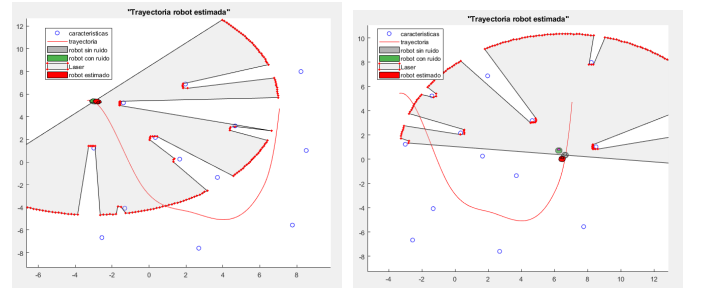 "Trayectoria robot estimada"
características
trayectoria
robot sin ruido
robot con ruido
Laser
robot estimado
12
10
8
6
4
2
0
-2
-4
-6
-8
-6
-4
-2
0
2
4
6
8
"Trayectoria robot estimada"
características
trayectoria
robot sin ruido
robot con ruido
Laser
robot estimado
10
8
6
4
2
0
-2
-4
-6
-8
-4
-2
0
2
4
6
8
10
12